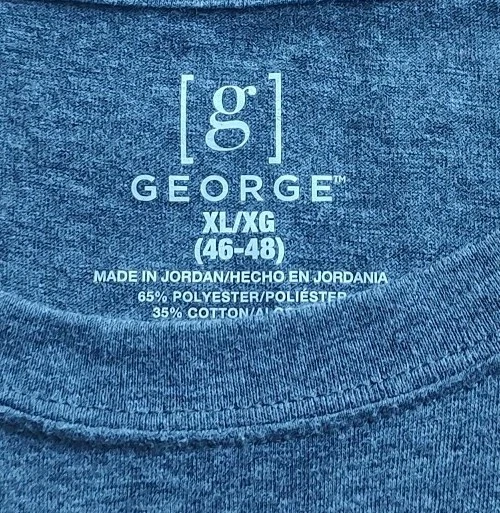 [g]
GEORGE™
XL/XG
(46-48)
MADE IN JORDAN/HECHO EN JORDANIA
65% POLYESTER/POLIÉSTER
35% COTTON/